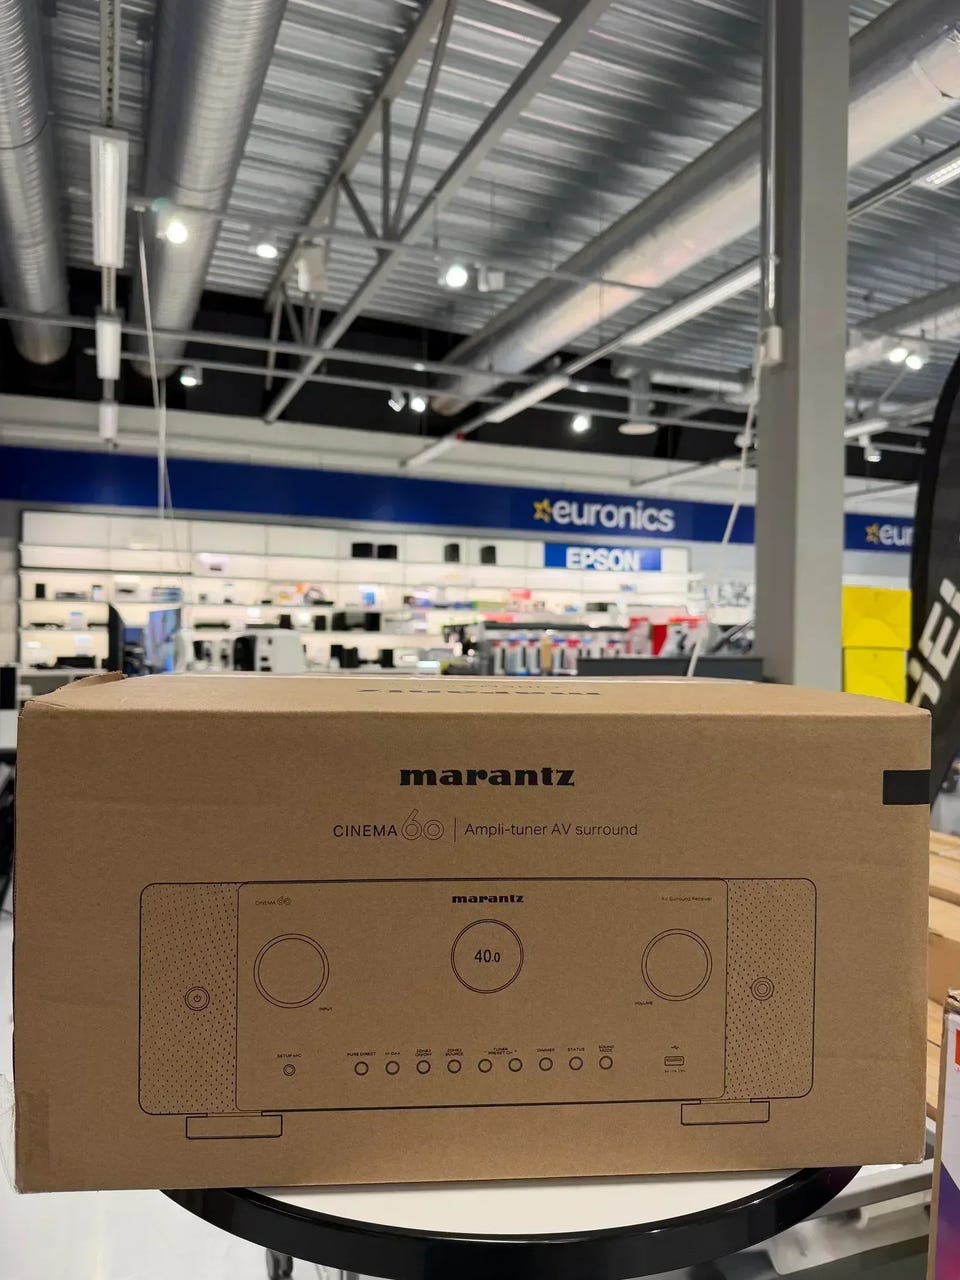 euronics
eur
EPSON
marantz
CINEMA 60 | Ampli-tuner AV surround
CINEMA 60
marantz
AV Surround Receiver
40.0
INPUT
VOLUME
SETUP MIC
PURE DIRECT
M-DAX
ZONE2 ON/OFF
ZONE2 SOURCE
TUNER PRESET CH
DIMMER
STATUS
SOUND MODE